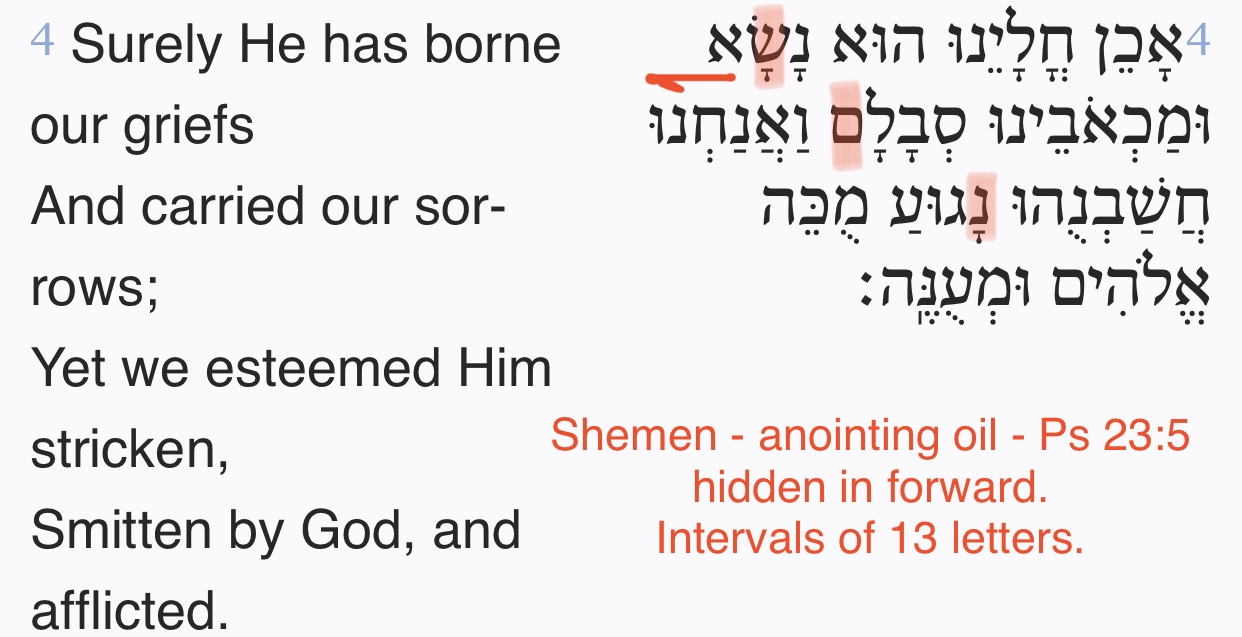 4 Surely He has borne
our griefs
And carried our sor-
rows;
Yet we esteemed Him
stricken,
Smitten by God, and
afflicted.
4 אָכֵן חֳלָיֵנוּ הוּא נָשָׂא
וּמַכְאֹבֵינוּ סְבָלָם וַאֲנַחְנוּ
חֲשַׁבְנֻהוּ נָגוּעַ מֻכֵּה
אֱלֹהִים וּמְעֻנֶּֽה׃
Shemen - anointing oil - Ps 23:5
hidden in forward.
Intervals of 13 letters.